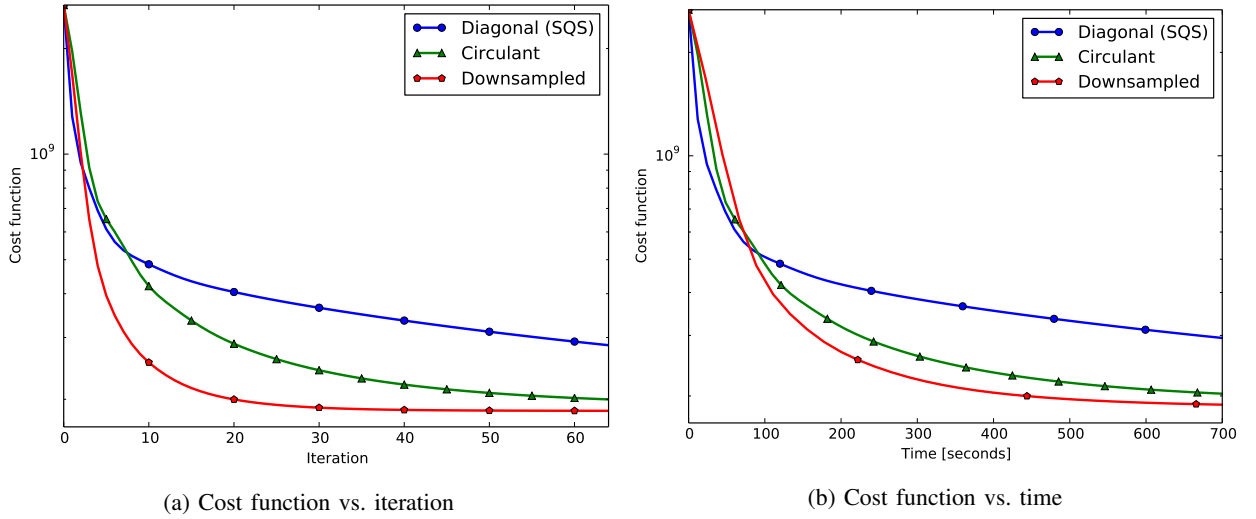 Diagonal (SQS)
Circulant
Downsampled
10^9
Cost function
0 10 20 30 40 50 60
Iteration
(a) Cost function vs. iteration
Diagonal (SQS)
Circulant
Downsampled
10^9
Cost function
0 100 200 300 400 500 600 700
Time [seconds]
(b) Cost function vs. time